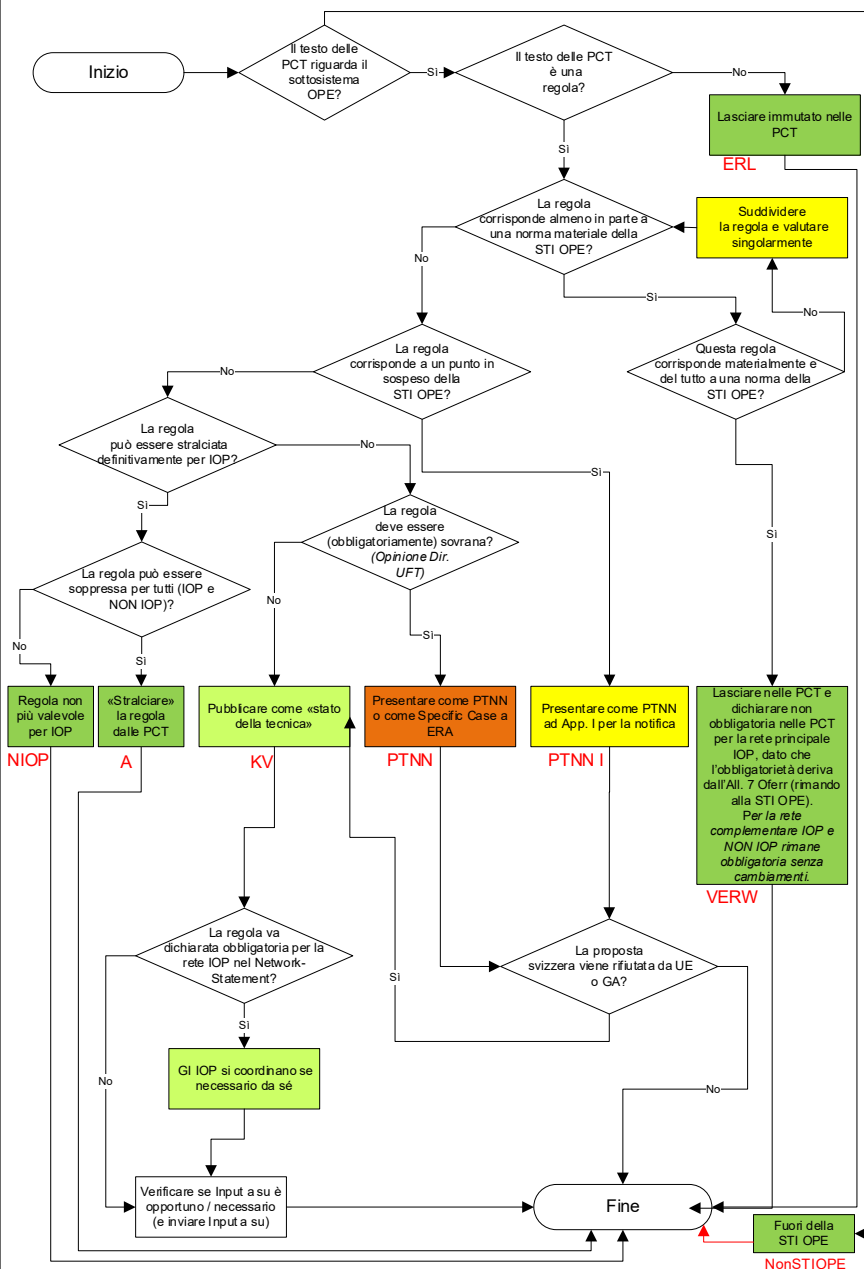 Inizio
Il testo delle
PCT riguarda il
sottosistema
OPE?
Sì
Il testo delle PCT
è una
regola?
No
Lasciare immutato nelle
PCT
ERL
Sì
La regola
corrisponde almeno in parte a
una norma materiale della
STI OPE?
Suddividere
la regola e valutare
singolarmente
No
Sì
No
La regola
corrisponde a un punto in
sospeso della
STI OPE?
Questa regola
corrisponde materialmente e
del tutto a una norma della
STI OPE?
No
La regola
può essere stralciata
definitivamente per IOP?
No
Sì
Sì
La regola
deve essere
(obbligatoriamente) sovrana?
(Opinione Dir.
UFT)
Sì
La regola può essere
soppressa per tutti (IOP e
NON IOP)?
No
Sì
No
Sì
Regola non
più valevole
per IOP
NIOP
«Stralciare»
la regola
dalle PCT
A
Pubblicare come «stato
della tecnica»
KV
Presentare come PTNN
o come Specific Case a
ERA
PTNN
Presentare come PTNN
ad App. I per la notifica
PTNN I
Lasciare nelle PCT e
dichiarare non
obbligatoria nelle PCT
per la rete principale
IOP, dato che
l'obbligatorietà deriva
dall'All. 7 Oferr (rimando
alla STI OPE).
Per la rete
complementare IOP e
NON IOP rimane
obbligatoria senza
cambiamenti.
VERW
La regola va
dichiarata obbligatoria per la
rete IOP nel Network-
Statement?
La proposta
svizzera viene rifiutata da UE
o GA?
Sì
Sì
No
No
GI IOP si coordinano se
necessario da sé
Verificare se Input a su è
opportuno / necessario
(e inviare Input a su)
Fine
Fuori della
STI OPE
NonSTIOPE